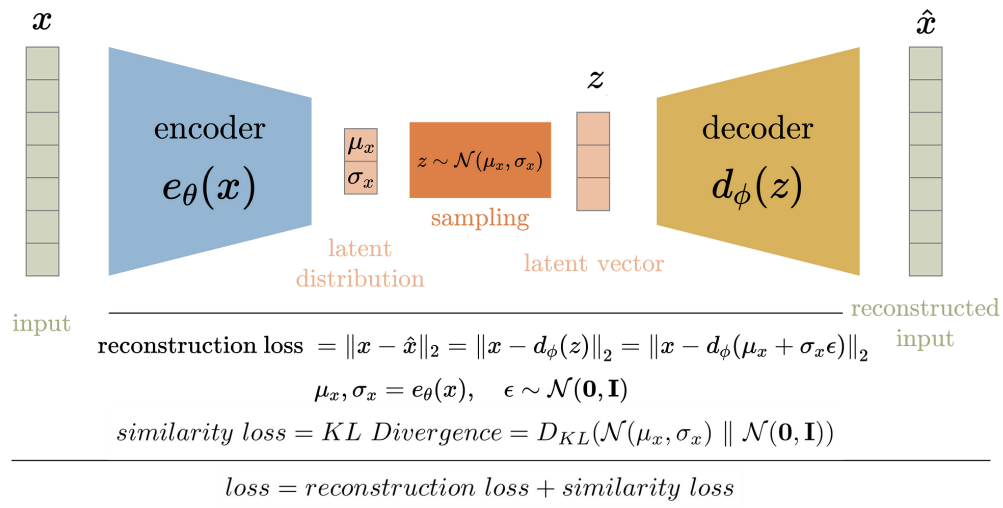 x
x̂
z
encoder
e_θ(x)
μ_x
σ_x
z ∼ 𝒩(μ_x, σ_x)
decoder
d_ϕ(z)
sampling
latent
distribution
latent vector
input
reconstructed
input
reconstruction loss = ‖x − x̂‖₂ = ‖x − d_ϕ(z)‖₂ = ‖x − d_ϕ(μ_x + σ_xϵ)‖₂
μ_x, σ_x = e_θ(x), ϵ ∼ 𝒩(𝟎, 𝐈)
similarity loss = KL Divergence = D_{KL}(𝒩(μ_x, σ_x) ∥ 𝒩(𝟎, 𝐈))
loss = reconstruction loss + similarity loss